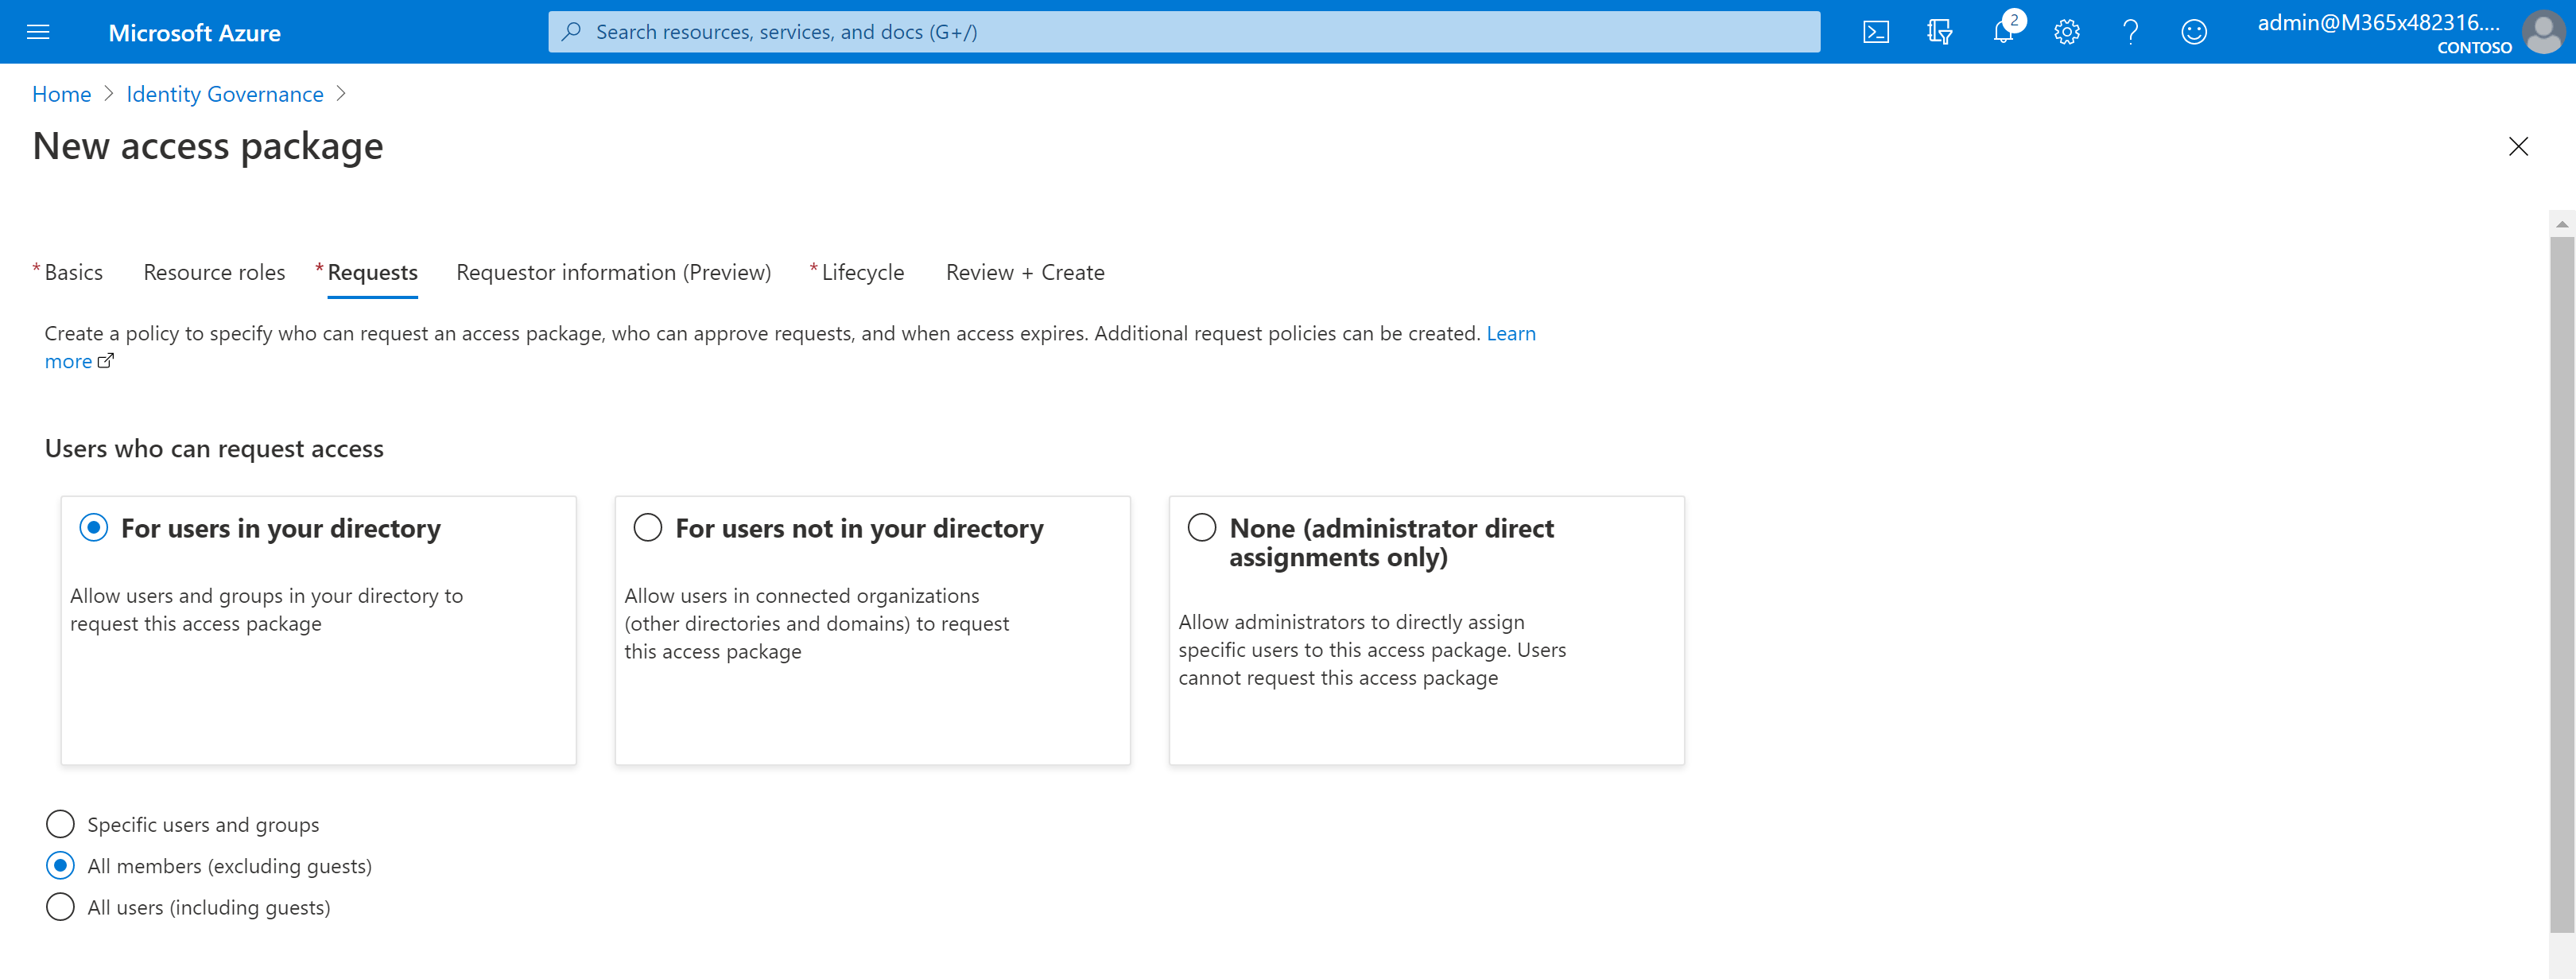 Microsoft Azure
Search resources, services, and docs (G+/)
2
admin@M365x482316....
CONTOSO
Home > Identity Governance >
New access package
* Basics Resource roles * Requests Requestor information (Preview) * Lifecycle Review + Create
Create a policy to specify who can request an access package, who can approve requests, and when access expires. Additional request policies can be created. Learn
more
Users who can request access
For users in your directory
Allow users and groups in your directory to
request this access package
For users not in your directory
Allow users in connected organizations
(other directories and domains) to request
this access package
None (administrator direct
assignments only)
Allow administrators to directly assign
specific users to this access package. Users
cannot request this access package
Specific users and groups
All members (excluding guests)
All users (including guests)